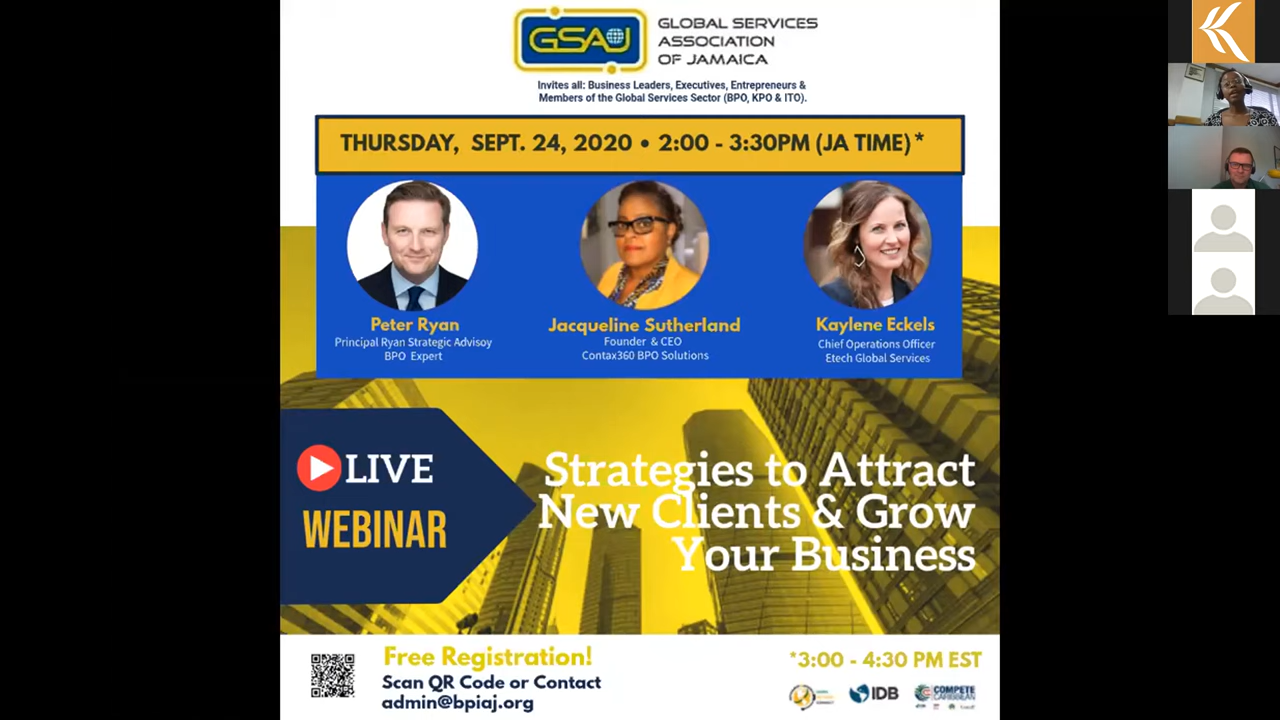 GSAJ
GLOBAL SERVICES
ASSOCIATION
OF JAMAICA
Invites all: Business Leaders, Executives, Entrepreneurs &
Members of the Global Services Sector (BPO, KPO & ITO).
THURSDAY, SEPT. 24, 2020 • 2:00 - 3:30PM (JA TIME)*
Peter Ryan
Principal Ryan Strategic Advisoy
BPO Expert
Jacqueline Sutherland
Founder & CEO
Contax360 BPO Solutions
Kaylene Eckels
Chief Operations Officer
Etech Global Services
LIVE
WEBINAR
Strategies to Attract
New Clients & Grow
Your Business
Free Registration!
Scan QR Code or Contact
admin@bpiaj.org
*3:00 - 4:30 PM EST
IDB
COMPETE
CARIBBEAN